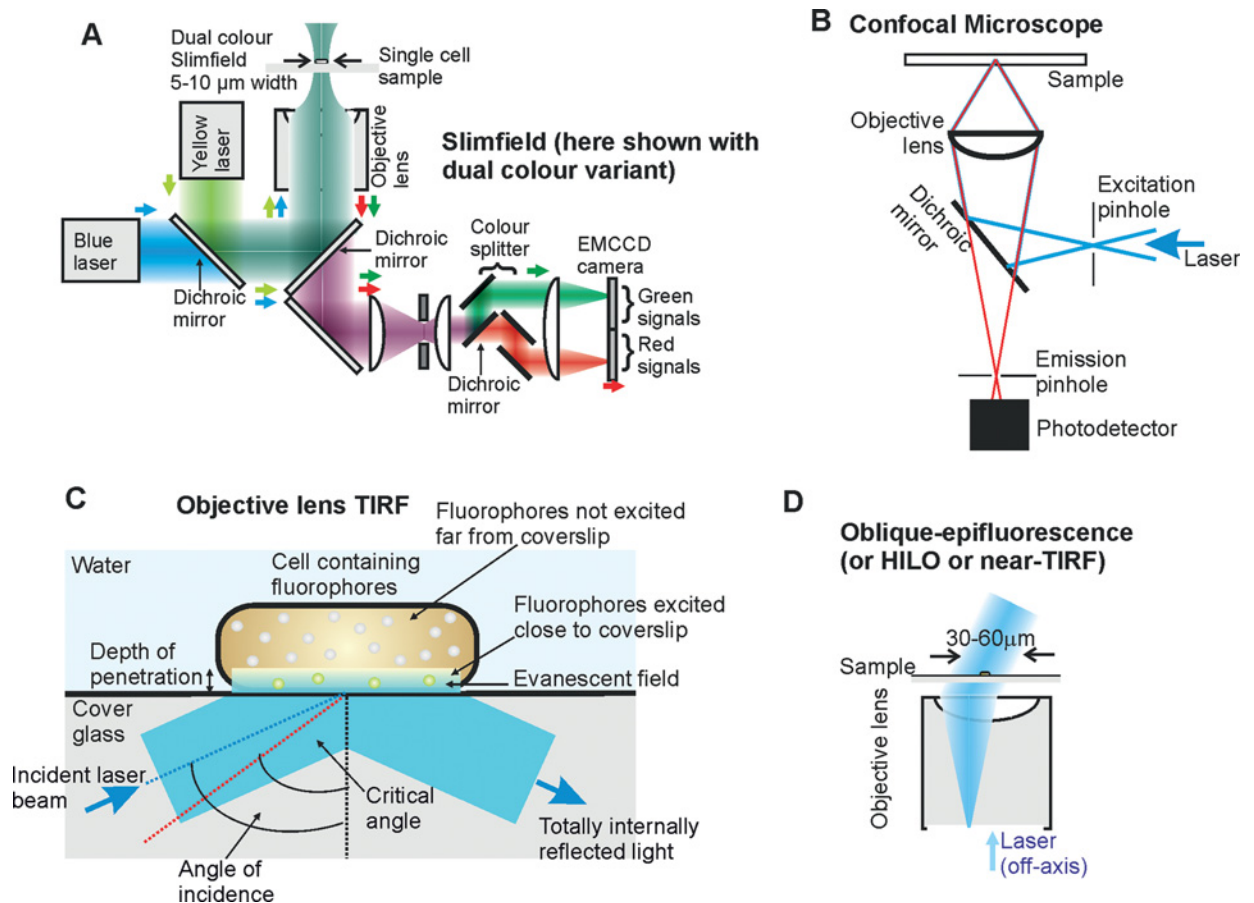 A
Dual colour
Slimfield
5-10 µm width
Single cell
sample
Yellow
laser
Objective
lens
Slimfield (here shown with
dual colour variant)
Blue
laser
Dichroic
mirror
Dichroic
mirror
Colour
splitter
EMCCD
camera
Green
signals
Red
signals
Dichroic
mirror
B
Confocal Microscope
Sample
Objective
lens
Dichroic
mirror
Excitation
pinhole
Laser
Emission
pinhole
Photodetector
C
Objective lens TIRF
Fluorophores not excited
far from coverslip
Water
Cell containing
fluorophores
Fluorophores excited
close to coverslip
Depth of
penetration
Evanescent field
Cover
glass
Incident laser
beam
Critical
angle
Totally internally
reflected light
Angle of
incidence
D
Oblique-epifluorescence
(or HILO or near-TIRF)
30-60µm
Sample
Objective lens
Laser
(off-axis)